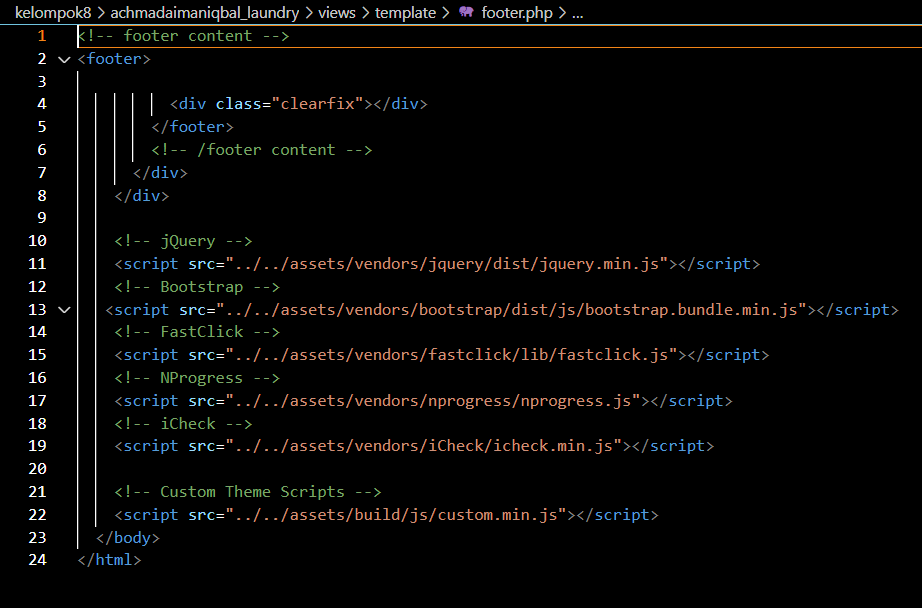 kelompok8 > achmadaimaniqbal_laundry > views > template > footer.php > ...
1 <!-- footer content -->
2 <footer>
3
4 <div class="clearfix"></div>
5 </footer>
6 <!-- /footer content -->
7 </div>
8 </div>
9
10 <!-- jQuery -->
11 <script src="../../assets/vendors/jquery/dist/jquery.min.js"></script>
12 <!-- Bootstrap -->
13 <script src="../../assets/vendors/bootstrap/dist/js/bootstrap.bundle.min.js"></script>
14 <!-- FastClick -->
15 <script src="../../assets/vendors/fastclick/lib/fastclick.js"></script>
16 <!-- NProgress -->
17 <script src="../../assets/vendors/nprogress/nprogress.js"></script>
18 <!-- iCheck -->
19 <script src="../../assets/vendors/iCheck/icheck.min.js"></script>
20
21 <!-- Custom Theme Scripts -->
22 <script src="../../assets/build/js/custom.min.js"></script>
23 </body>
24 </html>